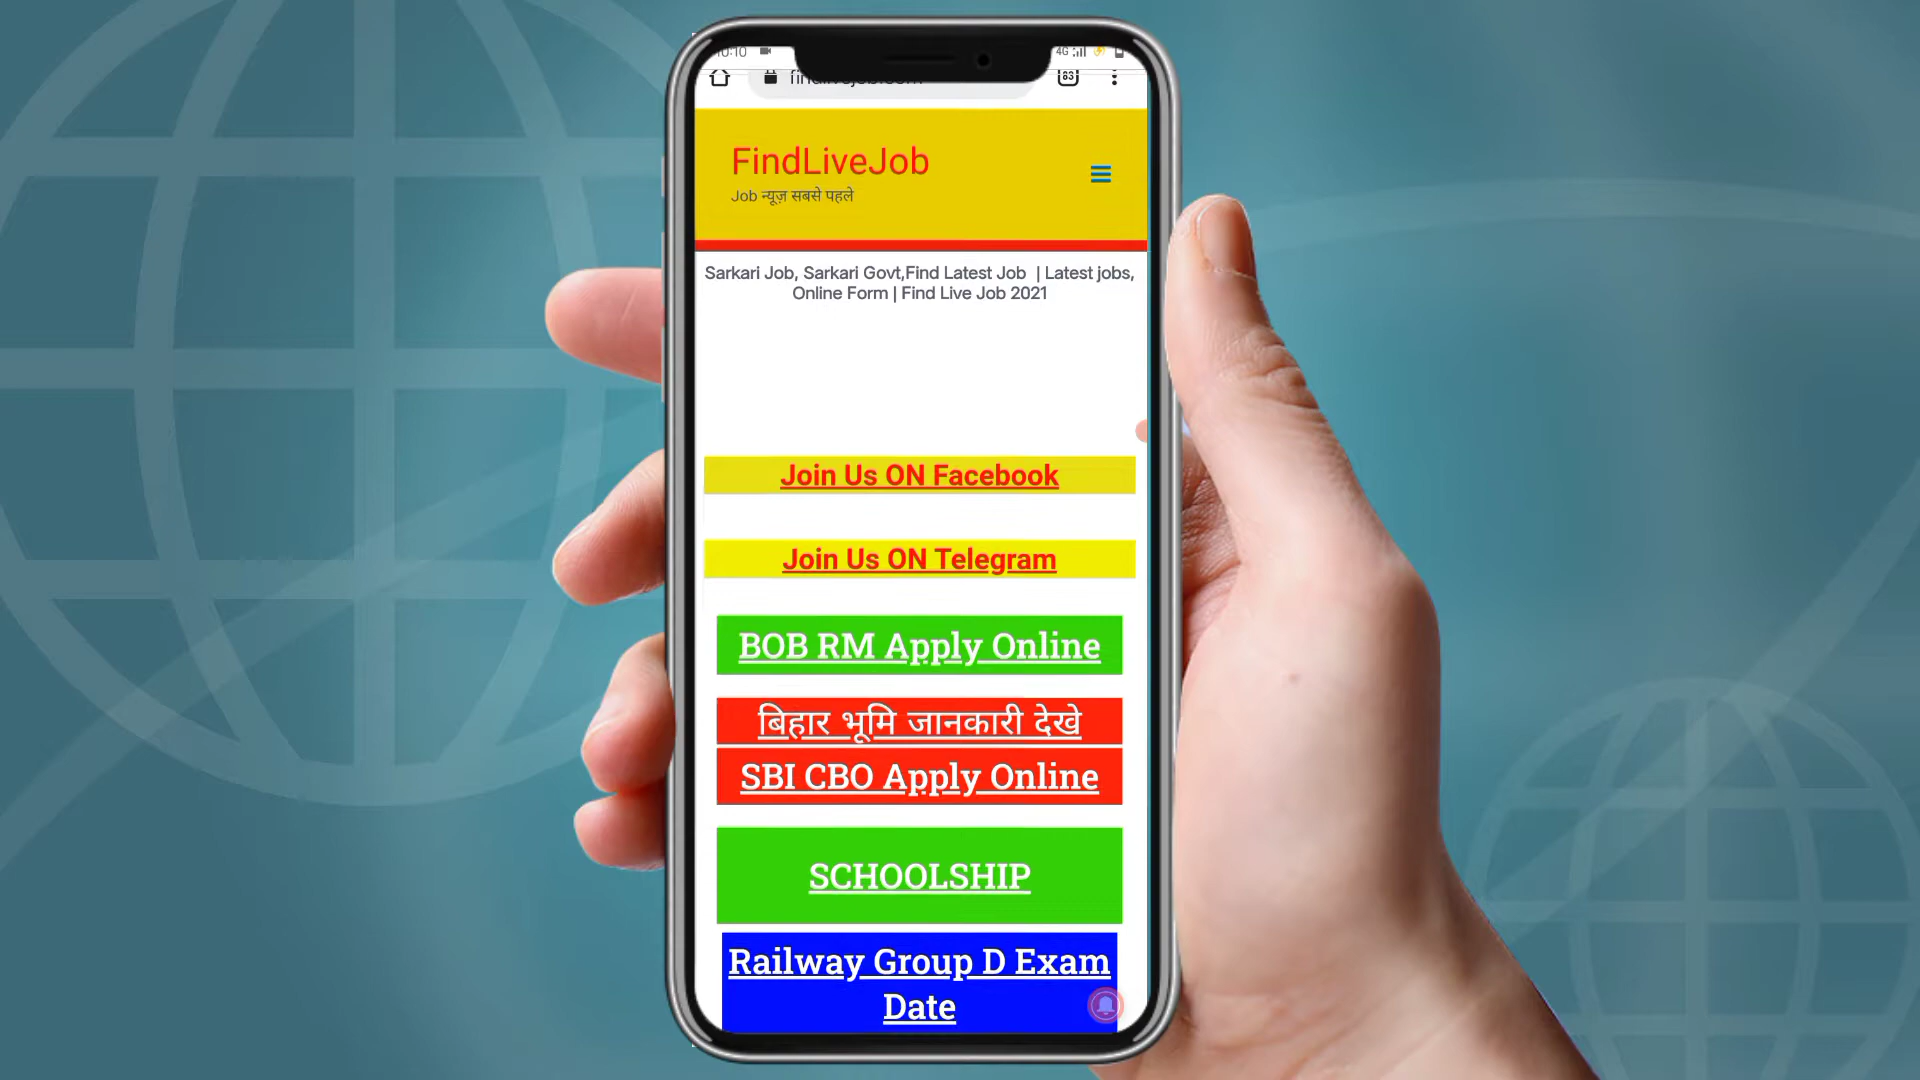 4G
83
FindLiveJob
Job न्यूज़ सबसे पहले
Sarkari Job, Sarkari Govt,Find Latest Job | Latest jobs,
Online Form | Find Live Job 2021
Join Us ON Facebook
Join Us ON Telegram
BOB RM Apply Online
बिहार भूमि जानकारी देखे
SBI CBO Apply Online
SCHOOLSHIP
Railway Group D Exam
Date